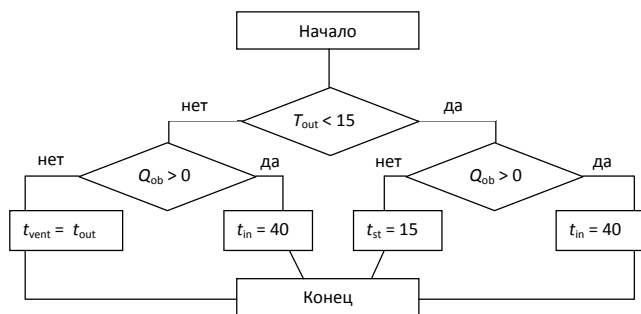 Начало
нет
да
T_out < 15
нет
да
нет
да
Q_ob > 0
Q_ob > 0
t_vent = t_out
t_in = 40
t_st = 15
t_in = 40
Конец